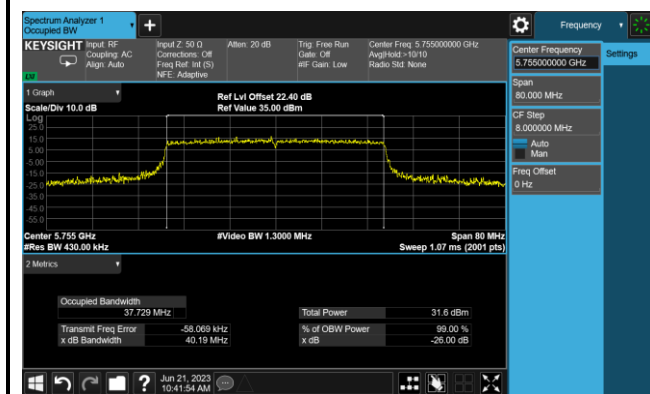 Spectrum Analyzer 1
Occupied BW
+
Frequency
KEYSIGHT
Input: RF
Coupling: AC
Align: Auto
Input Z: 50 Ω
Corrections: Off
Freq Ref: Int (S)
NFE: Adaptive
Atten: 20 dB
Trig: Free Run
Gate: Off
#IF Gain: Low
Center Freq: 5.755000000 GHz
Avg|Hold:>10/10
Radio Std: None
Center Frequency
5.755000000 GHz
Settings
Span
80.000 MHz
CF Step
8.000000 MHz
Auto
Man
Freq Offset
0 Hz
1 Graph
Scale/Div 10.0 dB
Ref Lvl Offset 22.40 dB
Ref Value 35.00 dBm
Log
25.0
15.0
5.00
-5.00
-15.0
-25.0
-35.0
-45.0
-55.0
Center 5.755 GHz
#Video BW 1.3000 MHz
Span 80 MHz
#Res BW 430.00 kHz
Sweep 1.07 ms (2001 pts)
2 Metrics
Occupied Bandwidth
37.729 MHz
Total Power 31.6 dBm
Transmit Freq Error -58.069 kHz
% of OBW Power 99.00 %
x dB Bandwidth 40.19 MHz
x dB -26.00 dB
?
Jun 21, 2023
10:41:54 AM